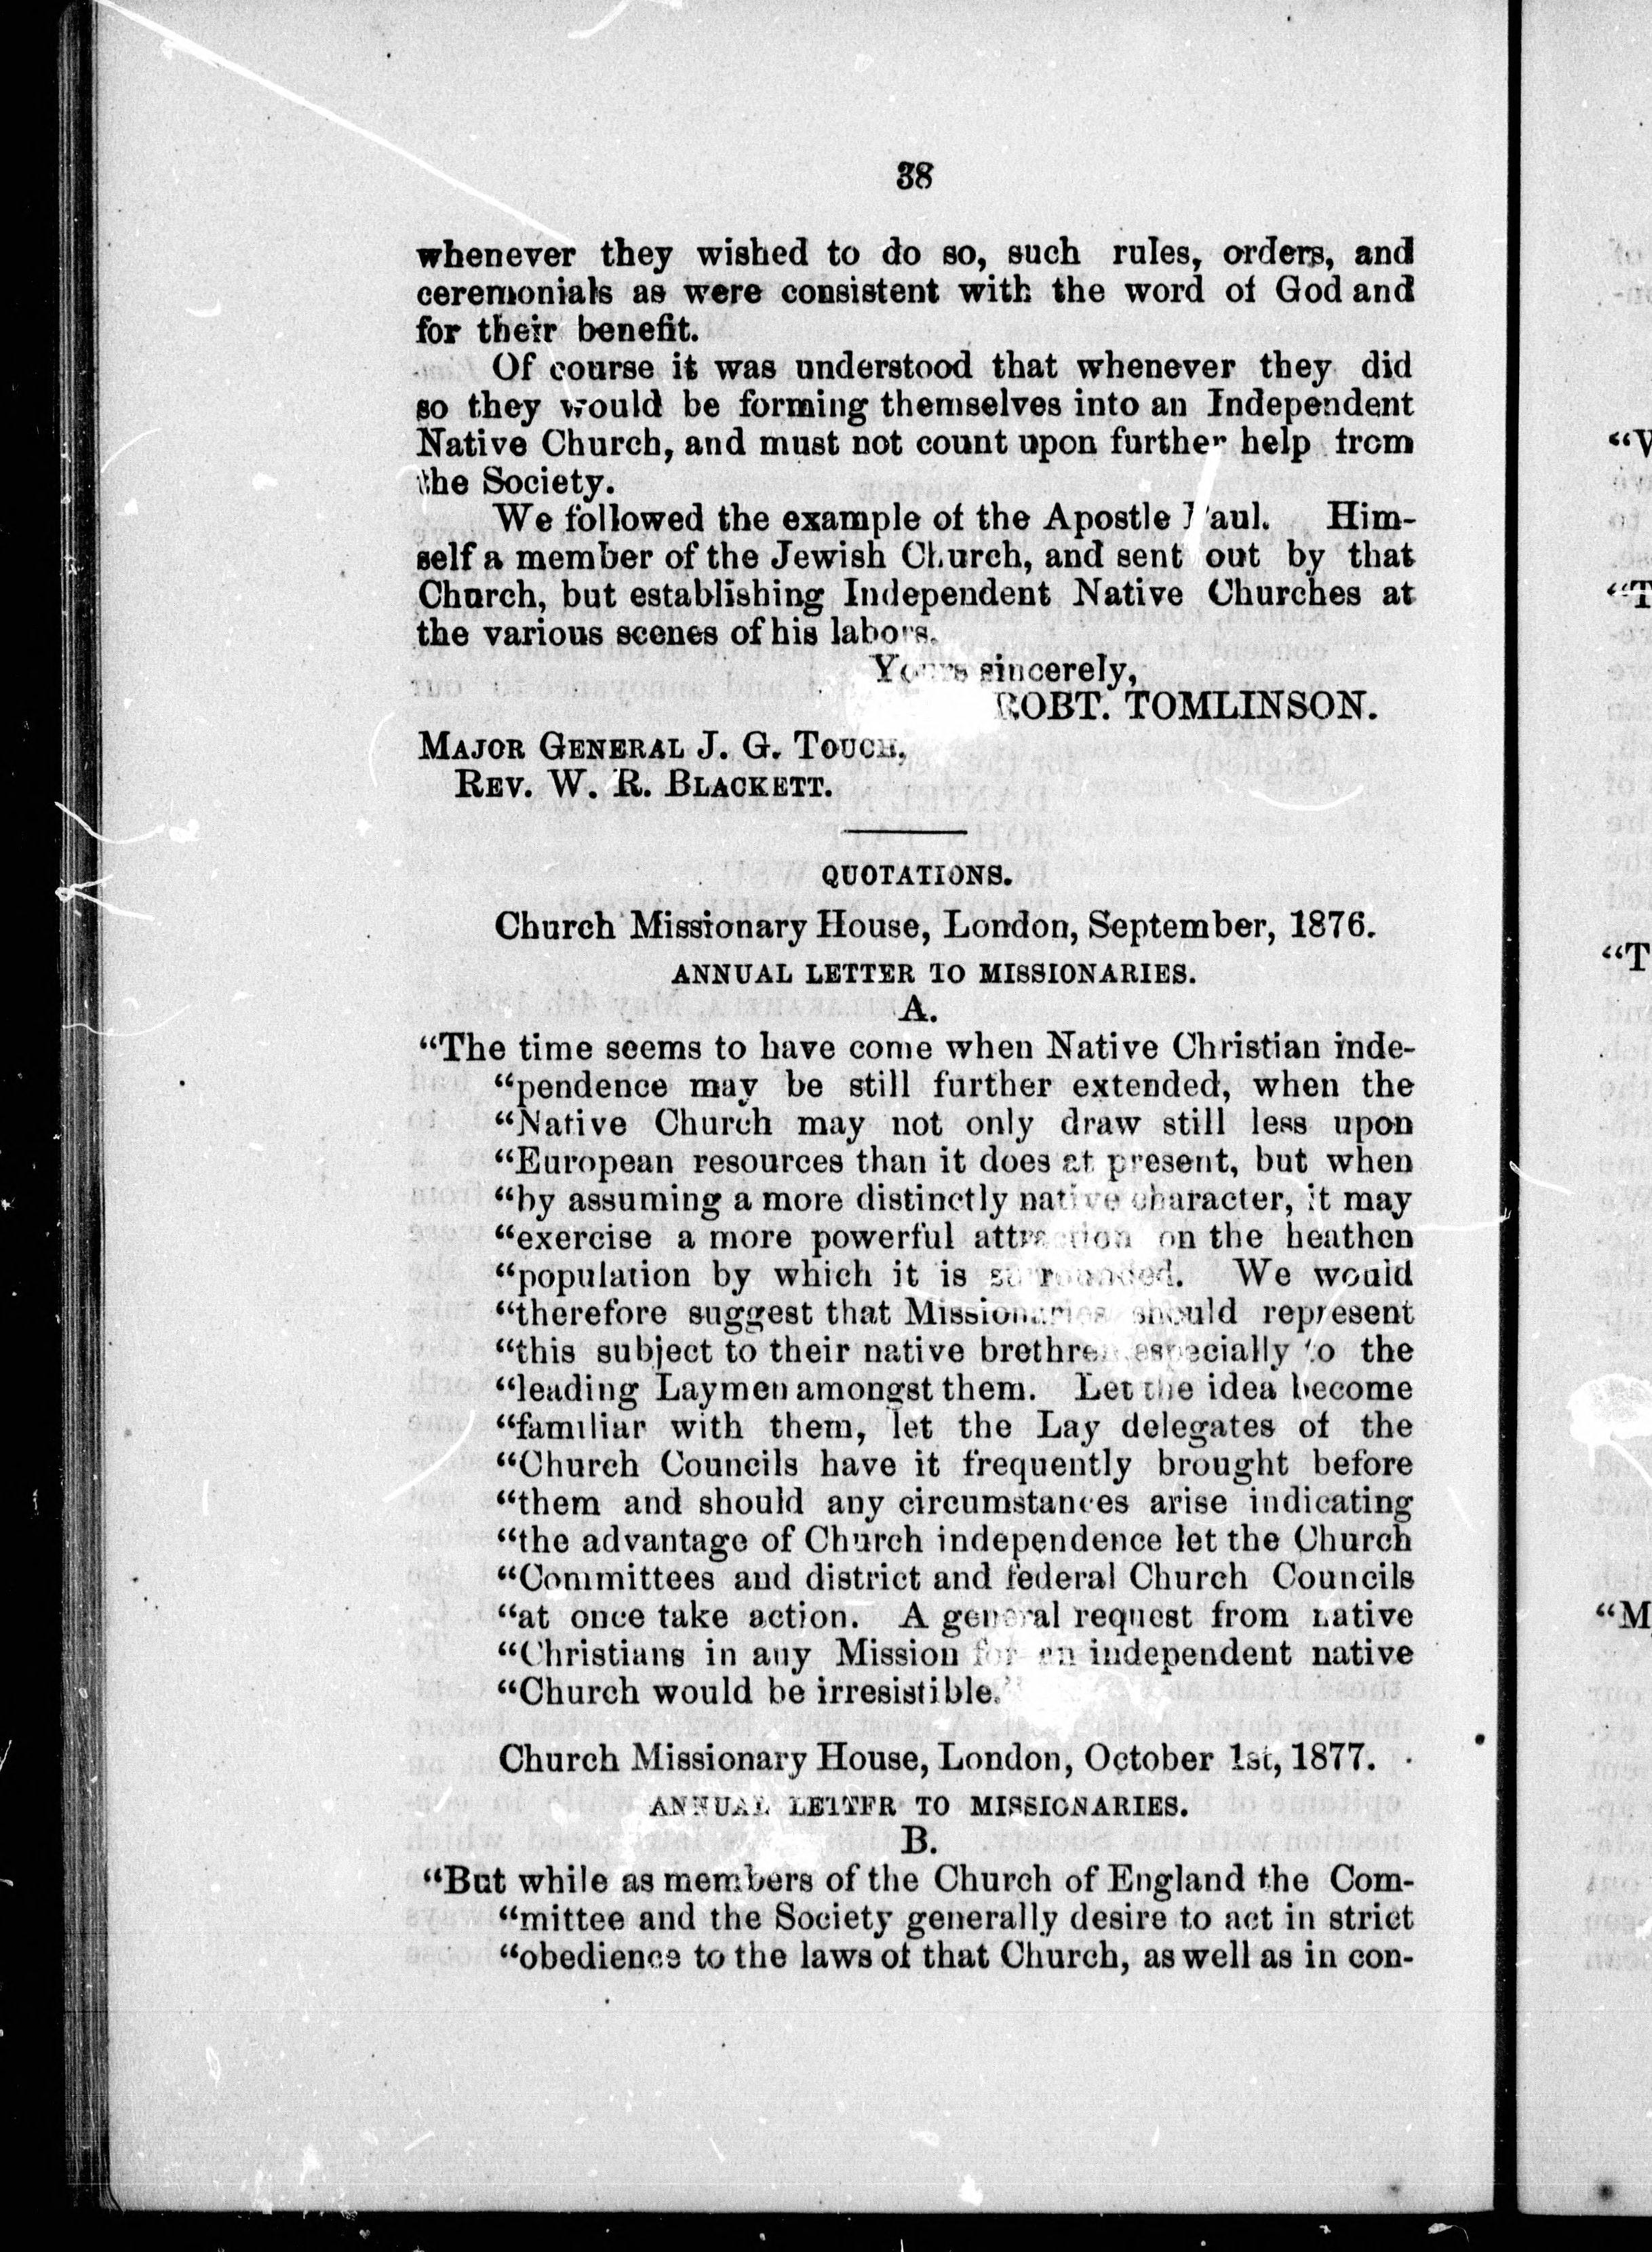 38
whenever they wished to do so, such rules, orders, and
ceremonials as were consistent with the word of God and
for their benefit.
Of course it was understood that whenever they did
so they would be forming themselves into an Independent
Native Church, and must not count upon further help from
the Society.
We followed the example of the Apostle Paul. Him-
self a member of the Jewish Church, and sent out by that
Church, but establishing Independent Native Churches at
the various scenes of his labors.
Yours sincerely,
ROBT. TOMLINSON.
MAJOR GENERAL J. G. TOUCH,
REV. W. R. BLACKETT.
QUOTATIONS.
Church Missionary House, London, September, 1876.
ANNUAL LETTER TO MISSIONARIES.
A.
“The time seems to have come when Native Christian inde-
“pendence may be still further extended, when the
“Native Church may not only draw still less upon
“European resources than it does at present, but when
“by assuming a more distinctly native character, it may
“exercise a more powerful attraction on the heathen
“population by which it is surrounded. We would
“therefore suggest that Missionaries should represent
“this subject to their native brethren especially to the
“leading Laymen amongst them. Let the idea become
“familiar with them, let the Lay delegates of the
“Church Councils have it frequently brought before
“them and should any circumstances arise indicating
“the advantage of Church independence let the Church
“Committees and district and federal Church Councils
“at once take action. A general request from native
“Christians in any Mission for an independent native
“Church would be irresistible.”
Church Missionary House, London, October 1st, 1877.
ANNUAL LETTER TO MISSIONARIES.
B.
“But while as members of the Church of England the Com-
“mittee and the Society generally desire to act in strict
“obedience to the laws of that Church, as well as in con-
“T
“T
“M